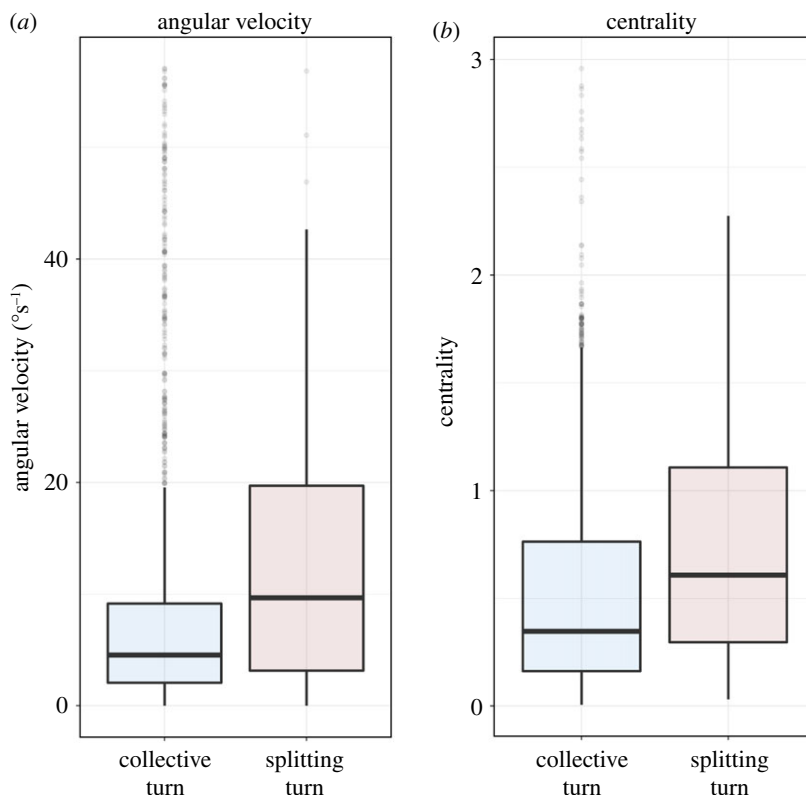 (a)
angular velocity
angular velocity (°s⁻¹)
40
20
0
collective
turn
splitting
turn
(b)
centrality
centrality
3
2
1
0
collective
turn
splitting
turn